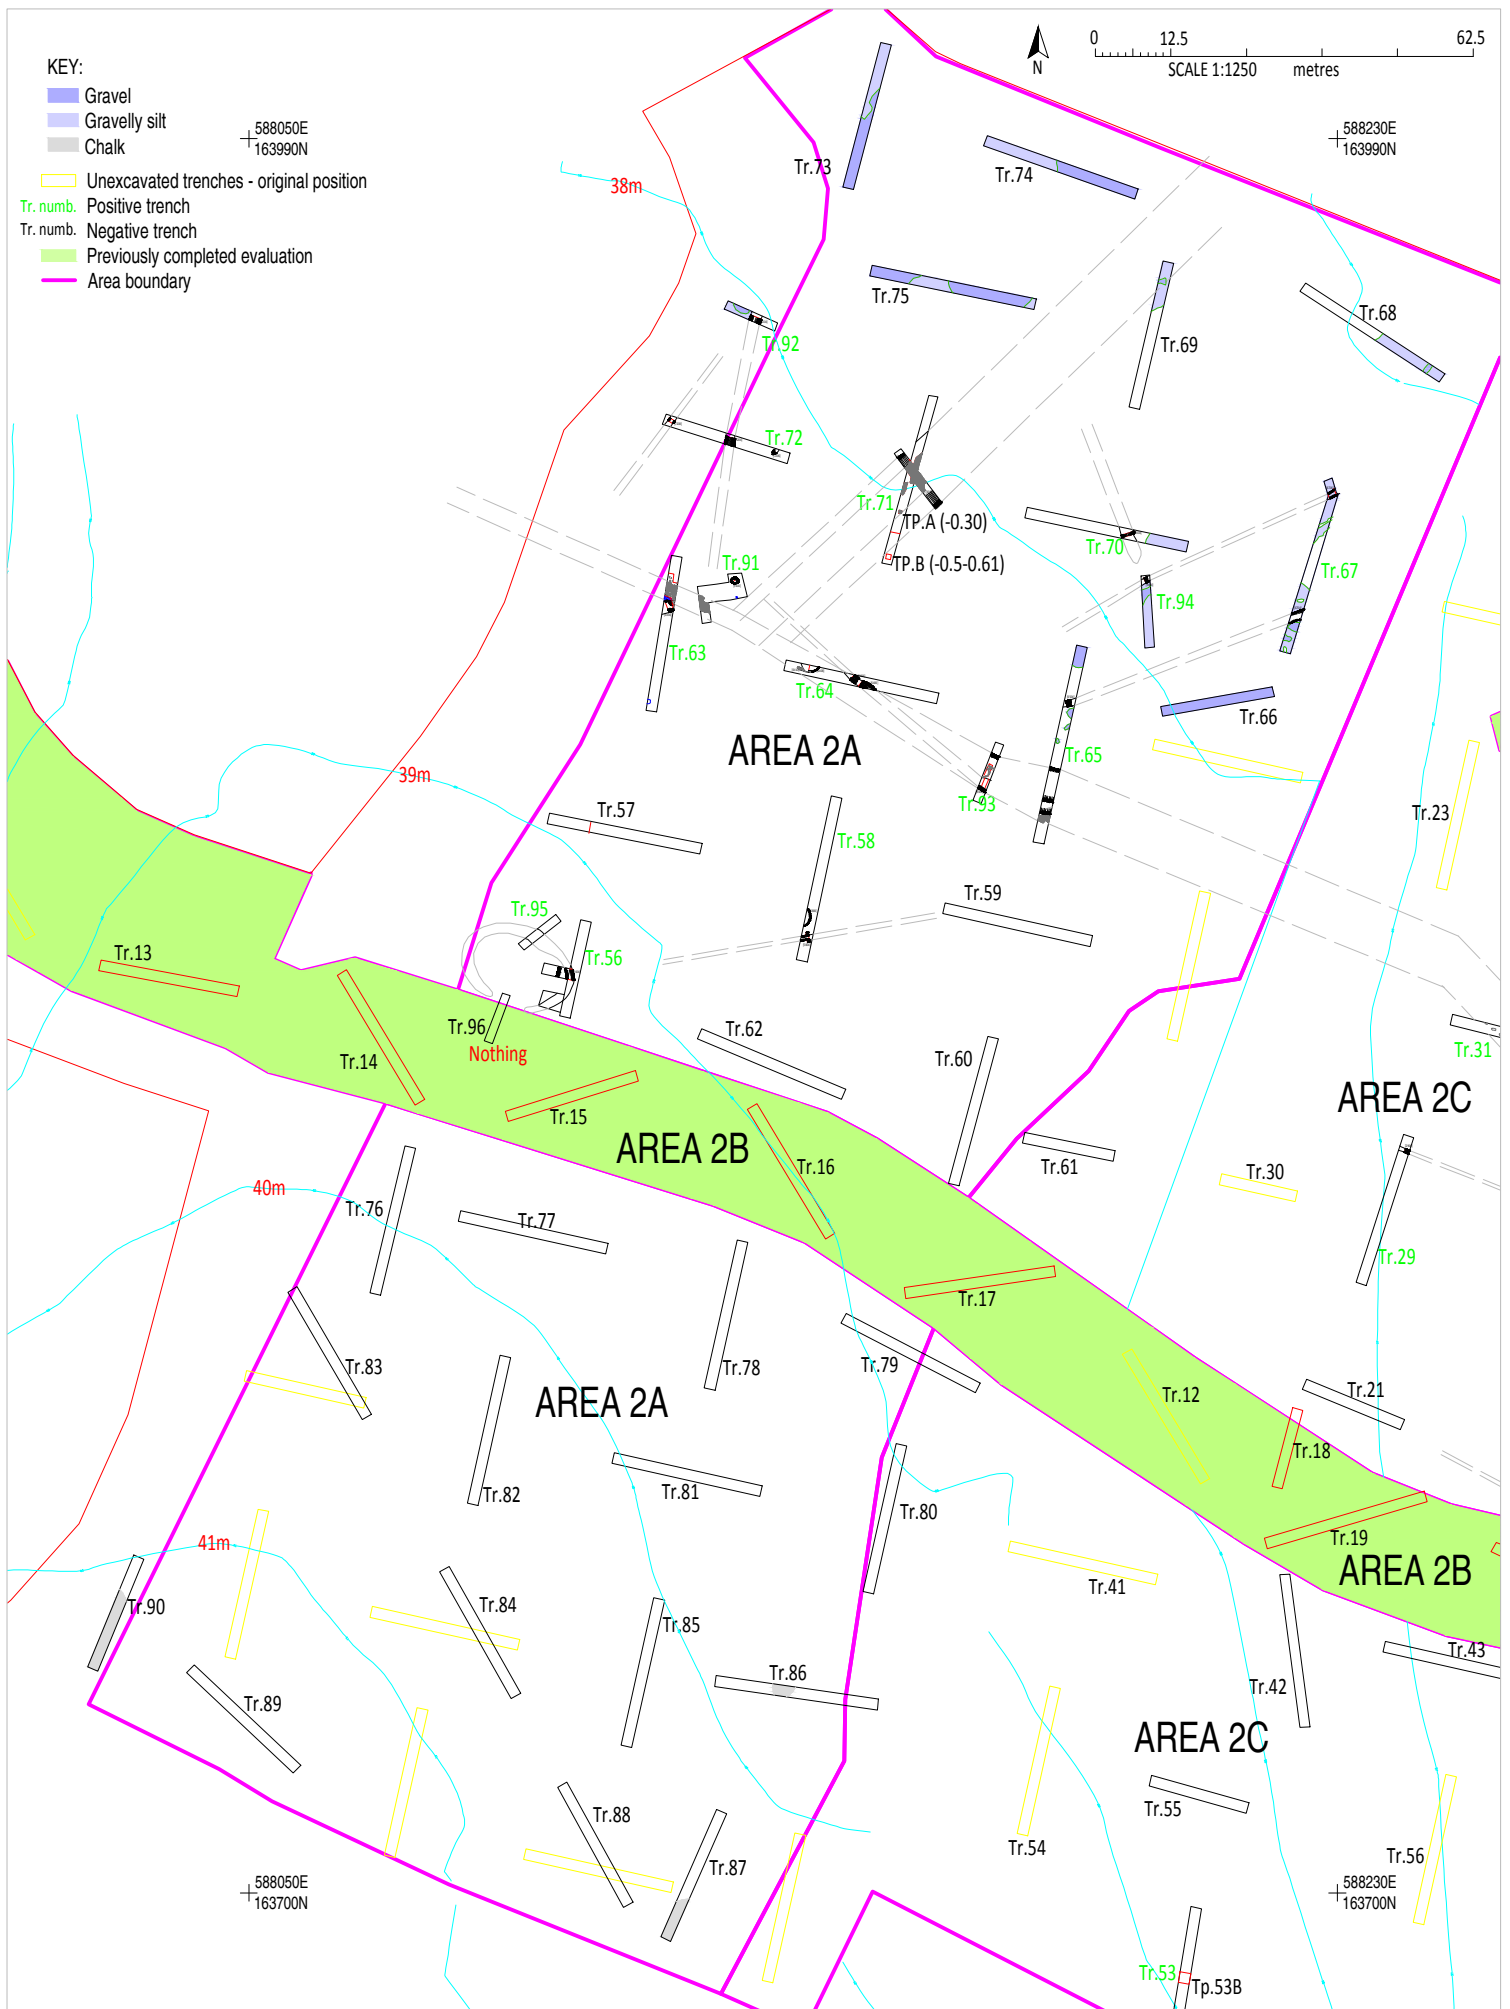 KEY:
Gravel
Gravelly silt
Chalk
Unexcavated trenches - original position
Tr. numb. Positive trench
Tr. numb. Negative trench
Previously completed evaluation
Area boundary
588050E
163990N
N
0 12.5 62.5
SCALE 1:1250 metres
588230E
163990N
38m
Tr.73
Tr.74
Tr.75
Tr.69
Tr.68
Tr.92
Tr.72
Tr.71
TP.A (-0.30)
TP.B (-0.5-0.61)
Tr.70
Tr.67
Tr.91
Tr.94
Tr.63
Tr.64
Tr.66
AREA 2A
Tr.65
39m
Tr.93
Tr.23
Tr.57
Tr.58
Tr.59
Tr.95
Tr.56
Tr.13
Tr.96
Nothing
Tr.62
Tr.60
Tr.31
Tr.14
Tr.15
AREA 2B
Tr.16
Tr.61
AREA 2C
Tr.30
40m
Tr.76
Tr.77
Tr.29
Tr.17
Tr.83
Tr.78
Tr.79
Tr.12
Tr.21
AREA 2A
Tr.18
Tr.82
Tr.81
Tr.80
Tr.19
41m
Tr.41
AREA 2B
Tr.90
Tr.84
Tr.85
Tr.43
Tr.86
Tr.42
Tr.89
AREA 2C
Tr.88
Tr.55
Tr.54
Tr.87
Tr.56
588050E
163700N
588230E
163700N
Tr.53
Tp.53B